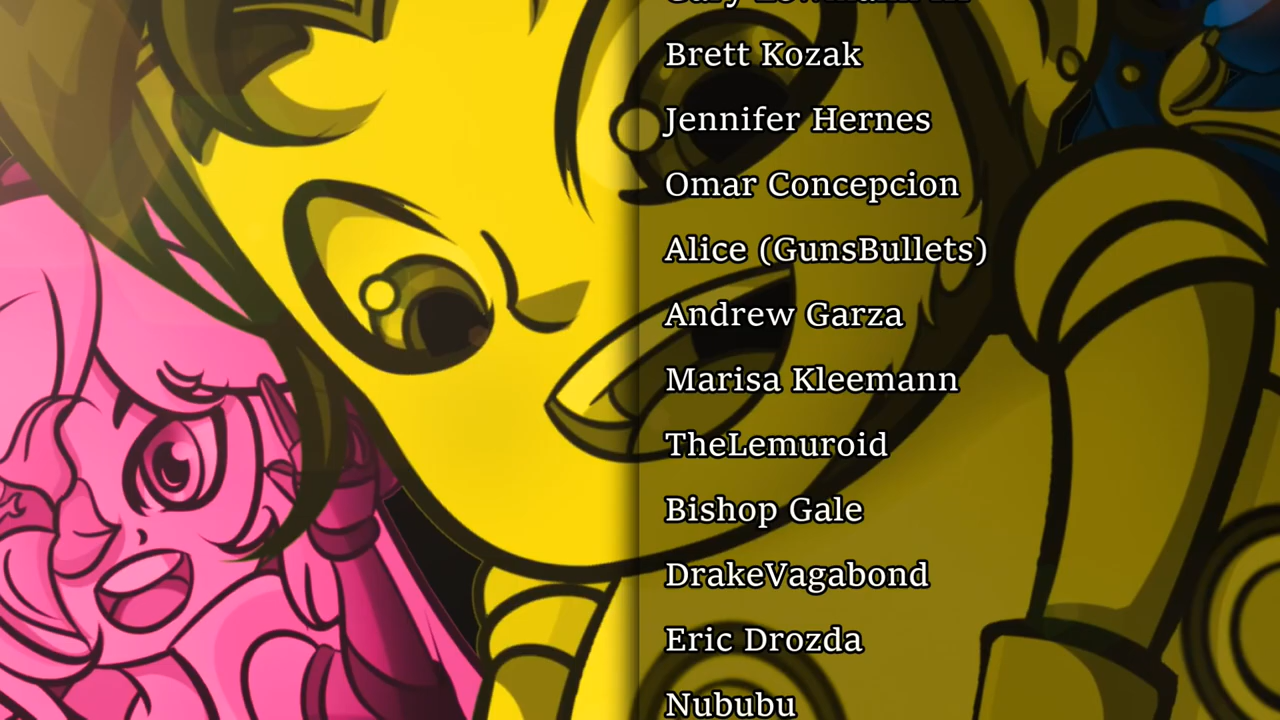 Brett Kozak
Jennifer Hernes
Omar Concepcion
Alice (GunsBullets)
Andrew Garza
Marisa Kleemann
TheLemuroid
Bishop Gale
DrakeVagabond
Eric Drozda
Nububu